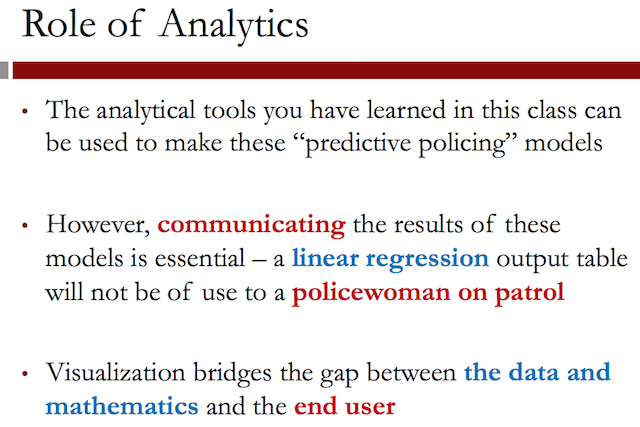 Role of Analytics
• The analytical tools you have learned in this class can
be used to make these “predictive policing” models
• However, communicating the results of these
models is essential – a linear regression output table
will not be of use to a policewoman on patrol
• Visualization bridges the gap between the data and
mathematics and the end user